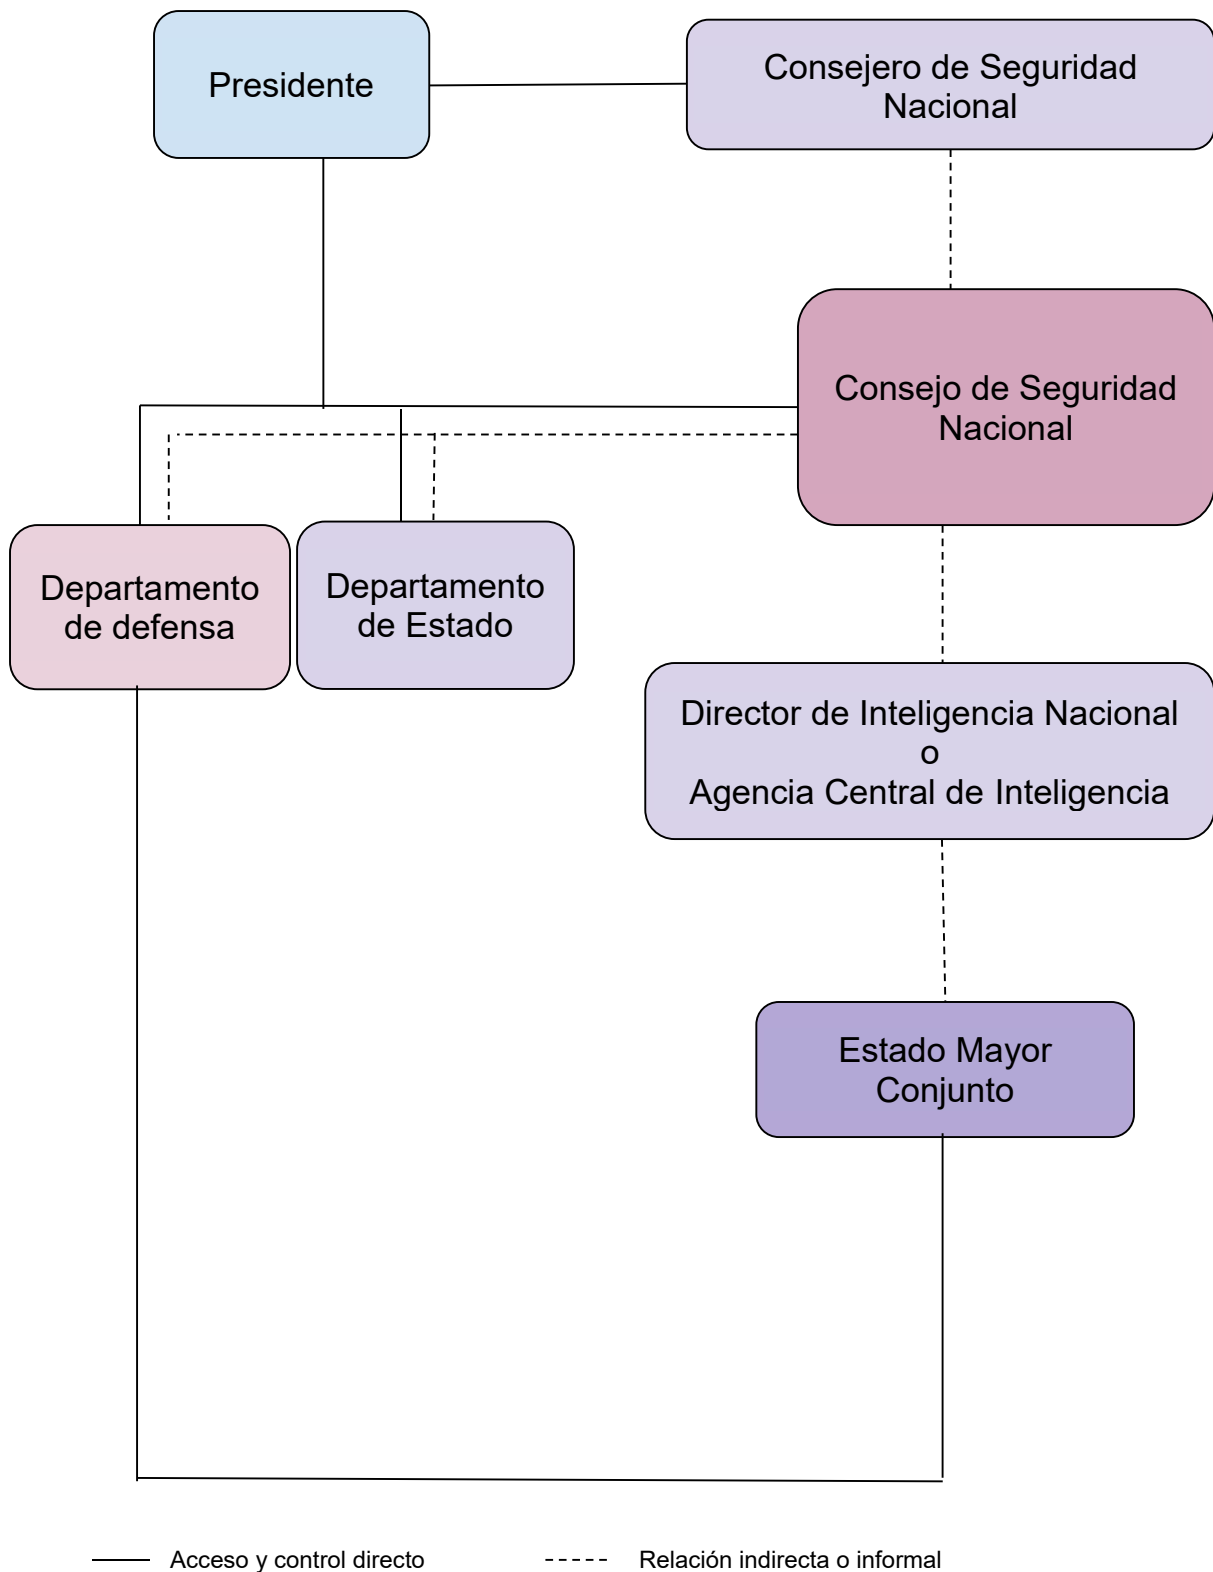 Presidente
Consejero de Seguridad
Nacional
Consejo de Seguridad
Nacional
Departamento
de defensa
Departamento
de Estado
Director de Inteligencia Nacional
o
Agencia Central de Inteligencia
Estado Mayor
Conjunto
Acceso y control directo
Relación indirecta o informal